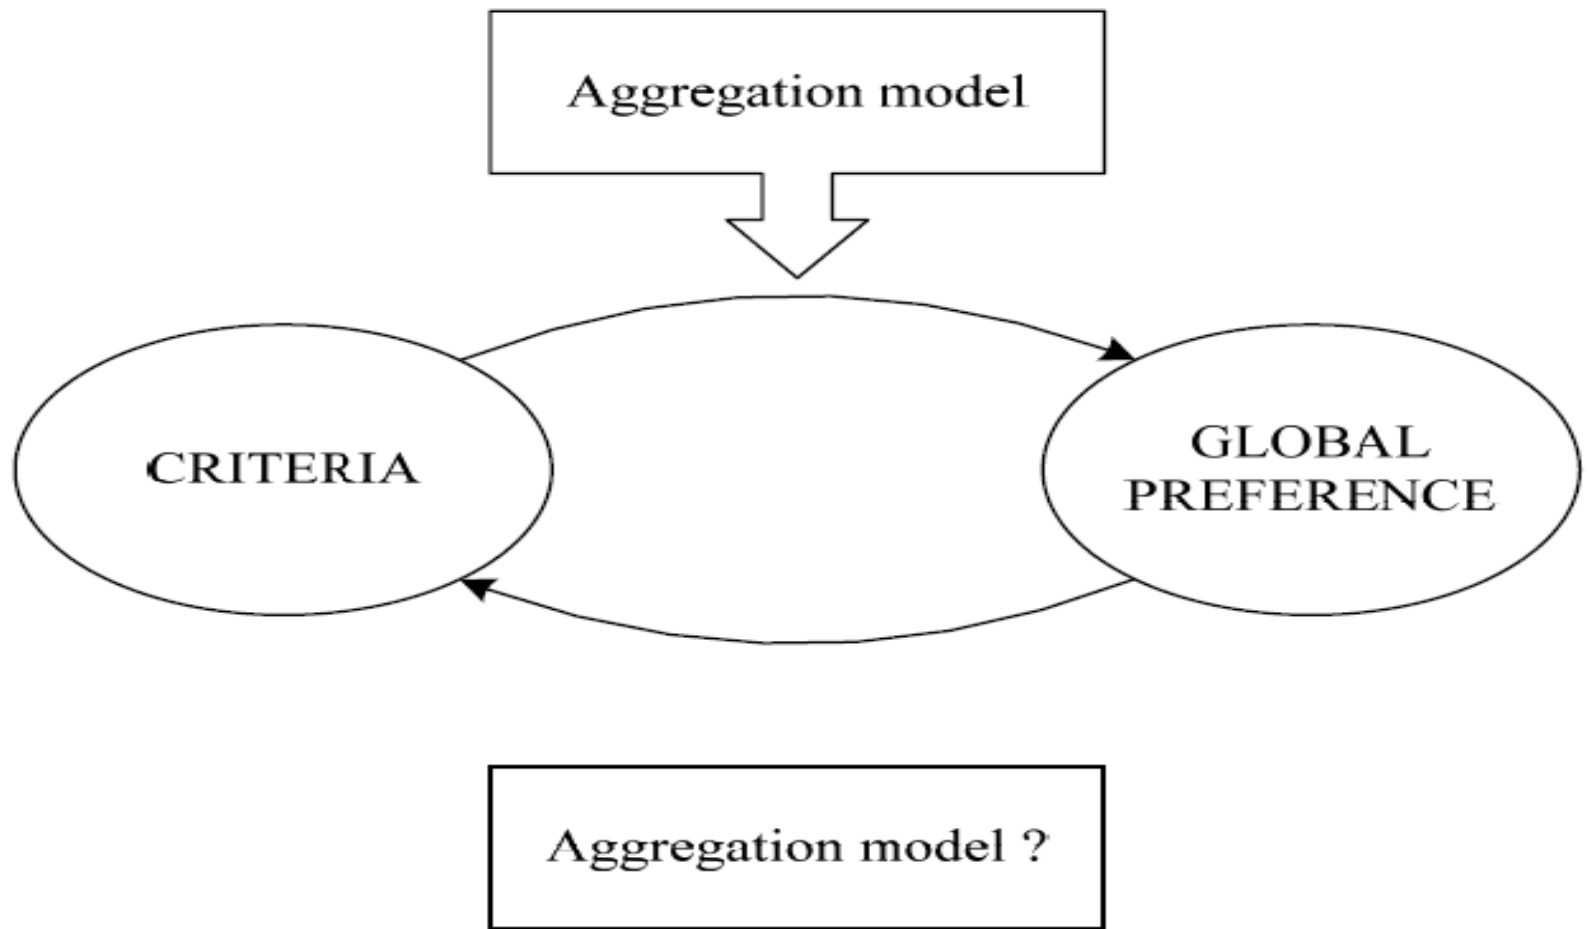 Aggregation model
CRITERIA
GLOBAL
PREFERENCE
Aggregation model ?